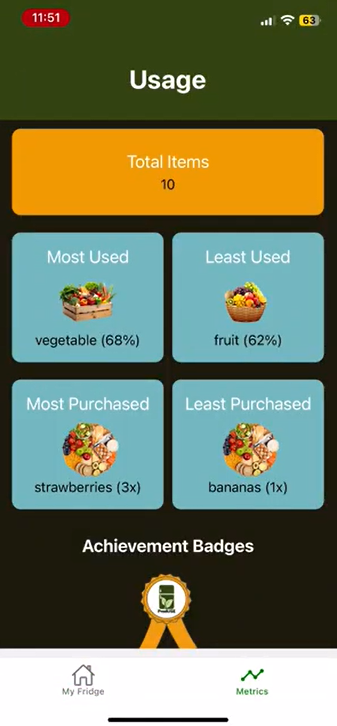 11:51
63
Usage
Total Items
10
Most Used
vegetable (68%)
Least Used
fruit (62%)
Most Purchased
strawberries (3x)
Least Purchased
bananas (1x)
Achievement Badges
My Fridge
Metrics